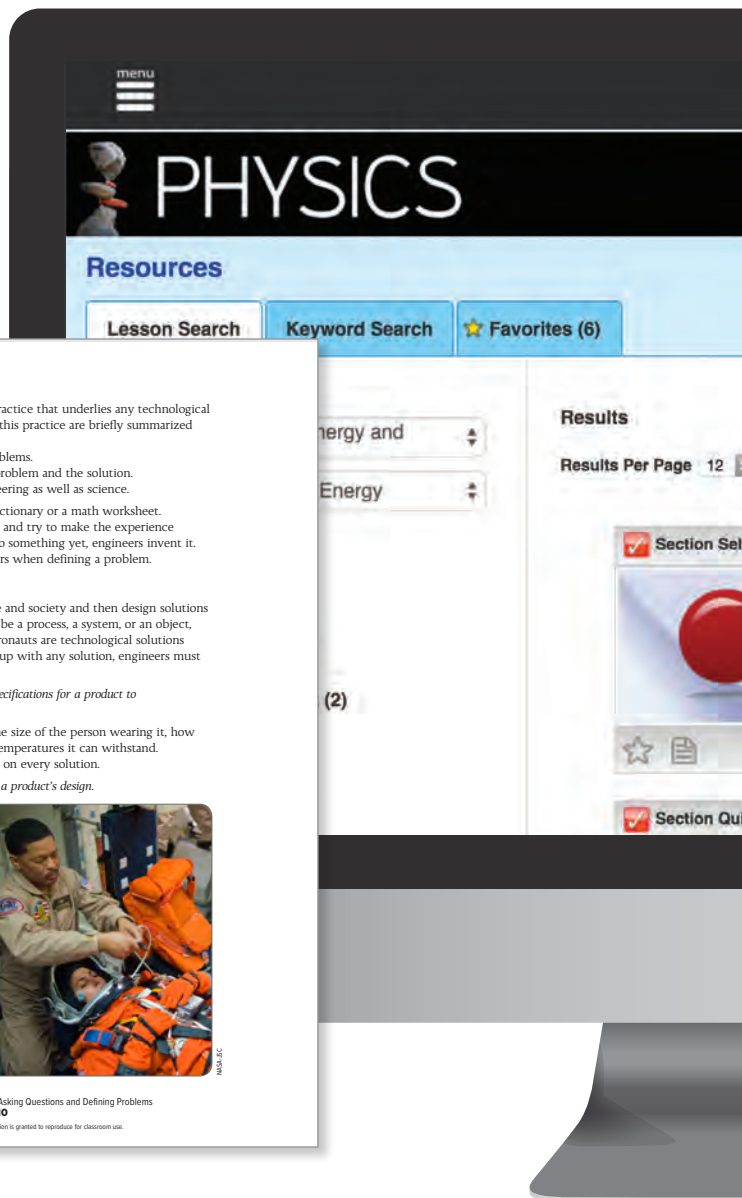 menu
PHYSICS
Resources
Lesson Search
Keyword Search
Favorites (6)
nergy and
Energy
(2)
Results
Results Per Page 12
Section Sel
Section Qui
ractice that underlies any technological
this practice are briefly summarized
blems.
roblem and the solution.
eering as well as science.
ctionary or a math worksheet.
and try to make the experience
o something yet, engineers invent it.
rs when defining a problem.
e and society and then design solutions
be a process, a system, or an object,
ronauts are technological solutions
up with any solution, engineers must
ecifications for a product to
e size of the person wearing it, how
emperatures it can withstand.
on every solution.
a product's design.
NASA-JSC
Asking Questions and Defining Problems
io
ion is granted to reproduce for classroom use.